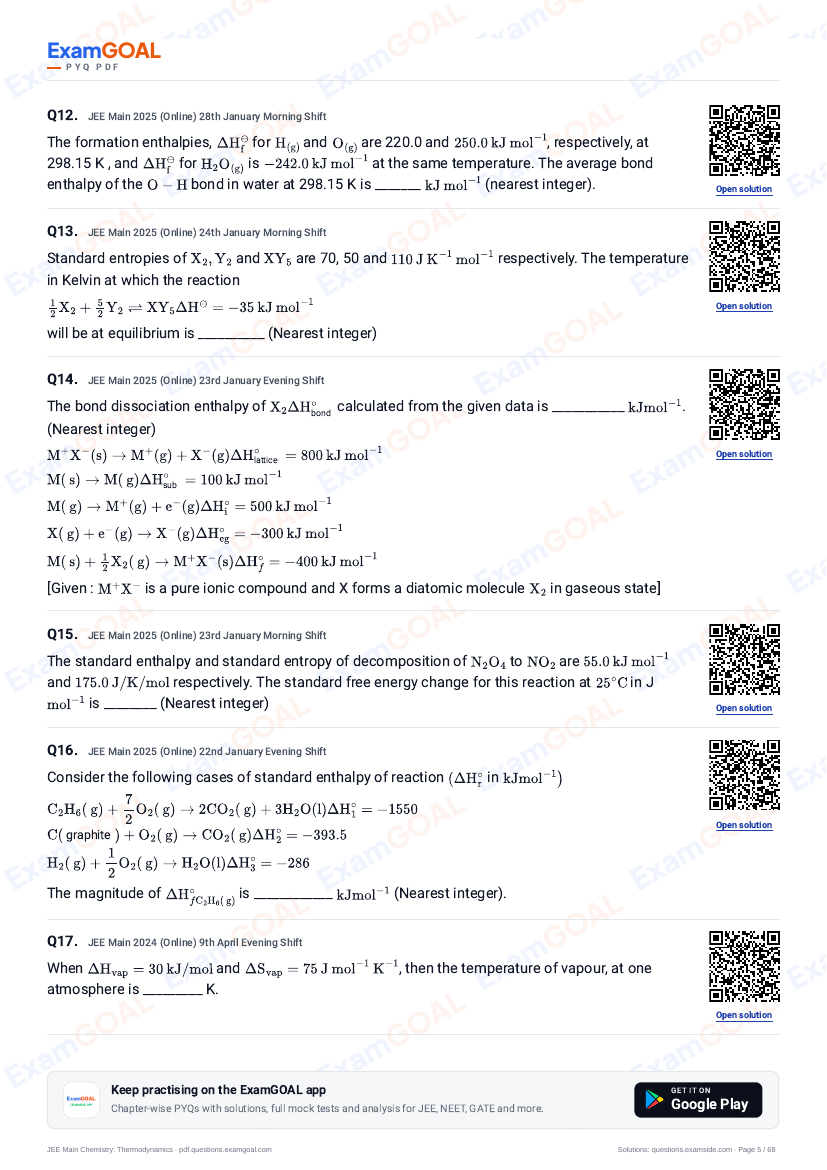 ExamGOAL
PYQ PDF
Q12. JEE Main 2025 (Online) 28th January Morning Shift
The formation enthalpies, ΔH_f^⊖ for H_(g) and O_(g) are 220.0 and 250.0 kJ mol⁻¹, respectively, at
298.15 K , and ΔH_f^⊖ for H₂O_(g) is −242.0 kJ mol⁻¹ at the same temperature. The average bond
enthalpy of the O − H bond in water at 298.15 K is _______ kJ mol⁻¹ (nearest integer).
Open solution
Q13. JEE Main 2025 (Online) 24th January Morning Shift
Standard entropies of X₂, Y₂ and XY₅ are 70, 50 and 110 J K⁻¹ mol⁻¹ respectively. The temperature
in Kelvin at which the reaction
1/2 X₂ + 5/2 Y₂ ⇌ XY₅ΔH^⊖ = −35 kJ mol⁻¹
will be at equilibrium is __________ (Nearest integer)
Open solution
Q14. JEE Main 2025 (Online) 23rd January Evening Shift
The bond dissociation enthalpy of X₂ΔH°_bond calculated from the given data is ___________ kJmol⁻¹.
(Nearest integer)
M⁺X⁻(s) → M⁺(g) + X⁻(g)ΔH°_lattice = 800 kJ mol⁻¹
M( s) → M( g)ΔH°_sub = 100 kJ mol⁻¹
M( g) → M⁺(g) + e⁻(g)ΔH°_i = 500 kJ mol⁻¹
X( g) + e⁻(g) → X⁻(g)ΔH°_eg = −300 kJ mol⁻¹
M( s) + 1/2 X₂( g) → M⁺X⁻(s)ΔH°_f = −400 kJ mol⁻¹
[Given : M⁺X⁻ is a pure ionic compound and X forms a diatomic molecule X₂ in gaseous state]
Open solution
Q15. JEE Main 2025 (Online) 23rd January Morning Shift
The standard enthalpy and standard entropy of decomposition of N₂O₄ to NO₂ are 55.0 kJ mol⁻¹
and 175.0 J/K/mol respectively. The standard free energy change for this reaction at 25°C in J
mol⁻¹ is ________ (Nearest integer)
Open solution
Q16. JEE Main 2025 (Online) 22nd January Evening Shift
Consider the following cases of standard enthalpy of reaction (ΔH°_r in kJmol⁻¹)
C₂H₆( g) + 7/2 O₂( g) → 2CO₂( g) + 3H₂O(l)ΔH°₁ = −1550
C( graphite ) + O₂( g) → CO₂( g)ΔH°₂ = −393.5
H₂( g) + 1/2 O₂( g) → H₂O(l)ΔH°₃ = −286
The magnitude of ΔH°_fC₂H₆( g) is ____________ kJmol⁻¹ (Nearest integer).
Open solution
Q17. JEE Main 2024 (Online) 9th April Evening Shift
When ΔH_vap = 30 kJ/mol and ΔS_vap = 75 J mol⁻¹ K⁻¹, then the temperature of vapour, at one
atmosphere is _________ K.
Open solution
ExamGOAL
Keep practising on the ExamGOAL app
Chapter-wise PYQs with solutions, full mock tests and analysis for JEE, NEET, GATE and more.
GET IT ON
Google Play
JEE Main Chemistry: Thermodynamics · pdf.questions.examgoal.com
Solutions: questions.examside.com · Page 5 / 68